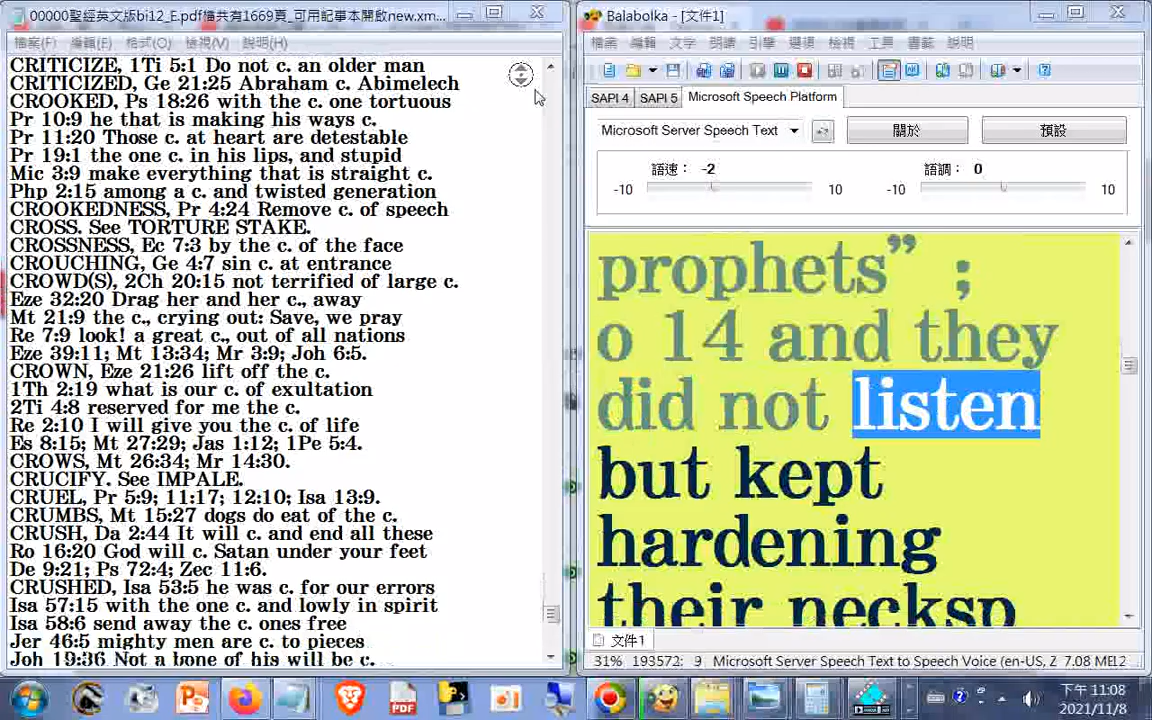 00000聖經英文版bi12_E.pdf檔共有1669頁_可用記事本開啟new.xm...
檔案(F) 編輯(E) 格式(O) 檢視(V) 說明(H)
CRITICIZE, 1Ti 5:1 Do not c. an older man
CRITICIZED, Ge 21:25 Abraham c. Abimelech
CROOKED, Ps 18:26 with the c. one tortuous
Pr 10:9 he that is making his ways c.
Pr 11:20 Those c. at heart are detestable
Pr 19:1 the one c. in his lips, and stupid
Mic 3:9 make everything that is straight c.
Php 2:15 among a c. and twisted generation
CROOKEDNESS, Pr 4:24 Remove c. of speech
CROSS. See TORTURE STAKE.
CROSSNESS, Ec 7:3 by the c. of the face
CROUCHING, Ge 4:7 sin c. at entrance
CROWD(S), 2Ch 20:15 not terrified of large c.
Eze 32:20 Drag her and her c., away
Mt 21:9 the c., crying out: Save, we pray
Re 7:9 look! a great c., out of all nations
Eze 39:11; Mt 13:34; Mr 3:9; Joh 6:5.
CROWN, Eze 21:26 lift off the c.
1Th 2:19 what is our c. of exultation
2Ti 4:8 reserved for me the c.
Re 2:10 I will give you the c. of life
Es 8:15; Mt 27:29; Jas 1:12; 1Pe 5:4.
CROWS, Mt 26:34; Mr 14:30.
CRUCIFY. See IMPALE.
CRUEL, Pr 5:9; 11:17; 12:10; Isa 13:9.
CRUMBS, Mt 15:27 dogs do eat of the c.
CRUSH, Da 2:44 It will c. and end all these
Ro 16:20 God will c. Satan under your feet
De 9:21; Ps 72:4; Zec 11:6.
CRUSHED, Isa 53:5 he was c. for our errors
Isa 57:15 with the one c. and lowly in spirit
Isa 58:6 send away the c. ones free
Jer 46:5 mighty men are c. to pieces
Joh 19:36 Not a bone of his will be c.
Balabolka - [文件1]
檔案 編輯 文字 朗讀 引擎 選項 檢視 工具 書籤 說明
SAPI 4 SAPI 5 Microsoft Speech Platform
Microsoft Server Speech Text 關於 預設
語速： -2 語調： 0
-10 10 -10 10
prophets” ;
o 14 and they
did not listen
but kept
hardening
their necksp
文件1
31% 193572: 9 Microsoft Server Speech Text to Speech Voice (en-US, Z 7.08 ME12
PDF
下午 11:08
2021/11/8